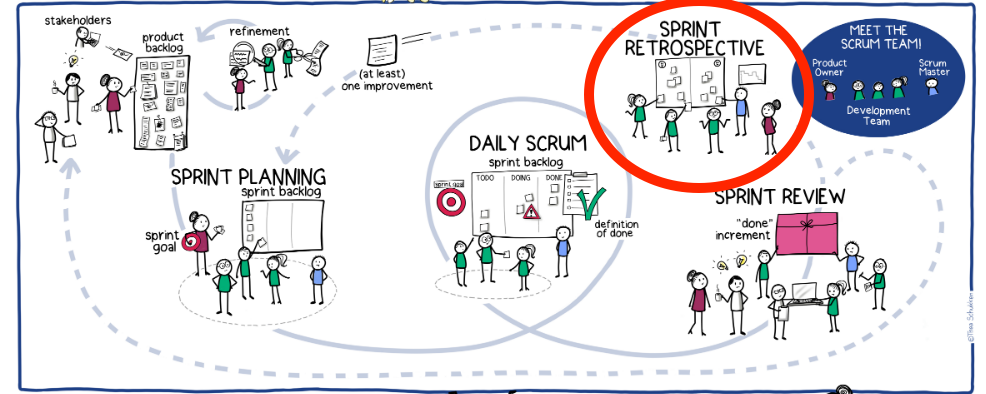 stakeholders
product
backlog
refinement
(at least)
one improvement
SPRINT
RETROSPECTIVE
MEET THE
SCRUM TEAM!
Product
Owner
Scrum
Master
Development
Team
SPRINT PLANNING
sprint backlog
sprint
goal
DAILY SCRUM
sprint backlog
sprint goal
TODO
DOING
DONE
definition
of done
SPRINT REVIEW
"done"
increment
©Thea Schukken